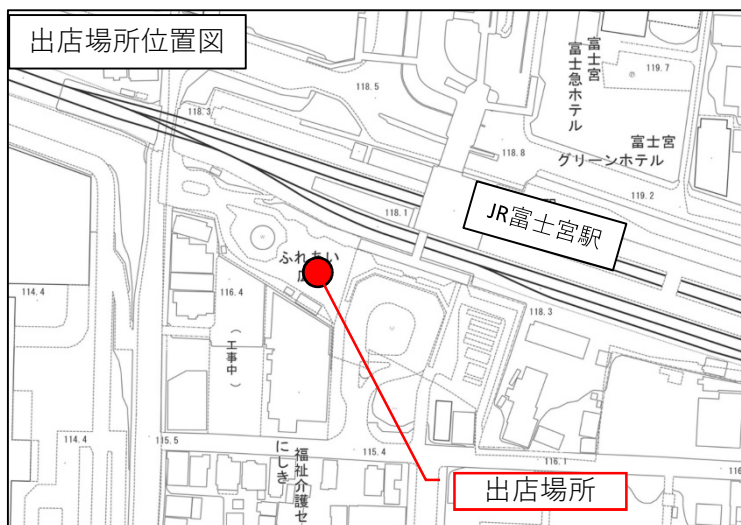 出店場所位置図
富士宮
富士急ホテル
119.7
118.5
118.3
118.8
富士宮
グリーンホテル
119.2
118.1
JR富士宮駅
ふれあい
114.4
116.4
118.3
(工事中)
114.4
115.5
115.4
116.1
116
福祉介護セ
にしき
出店場所